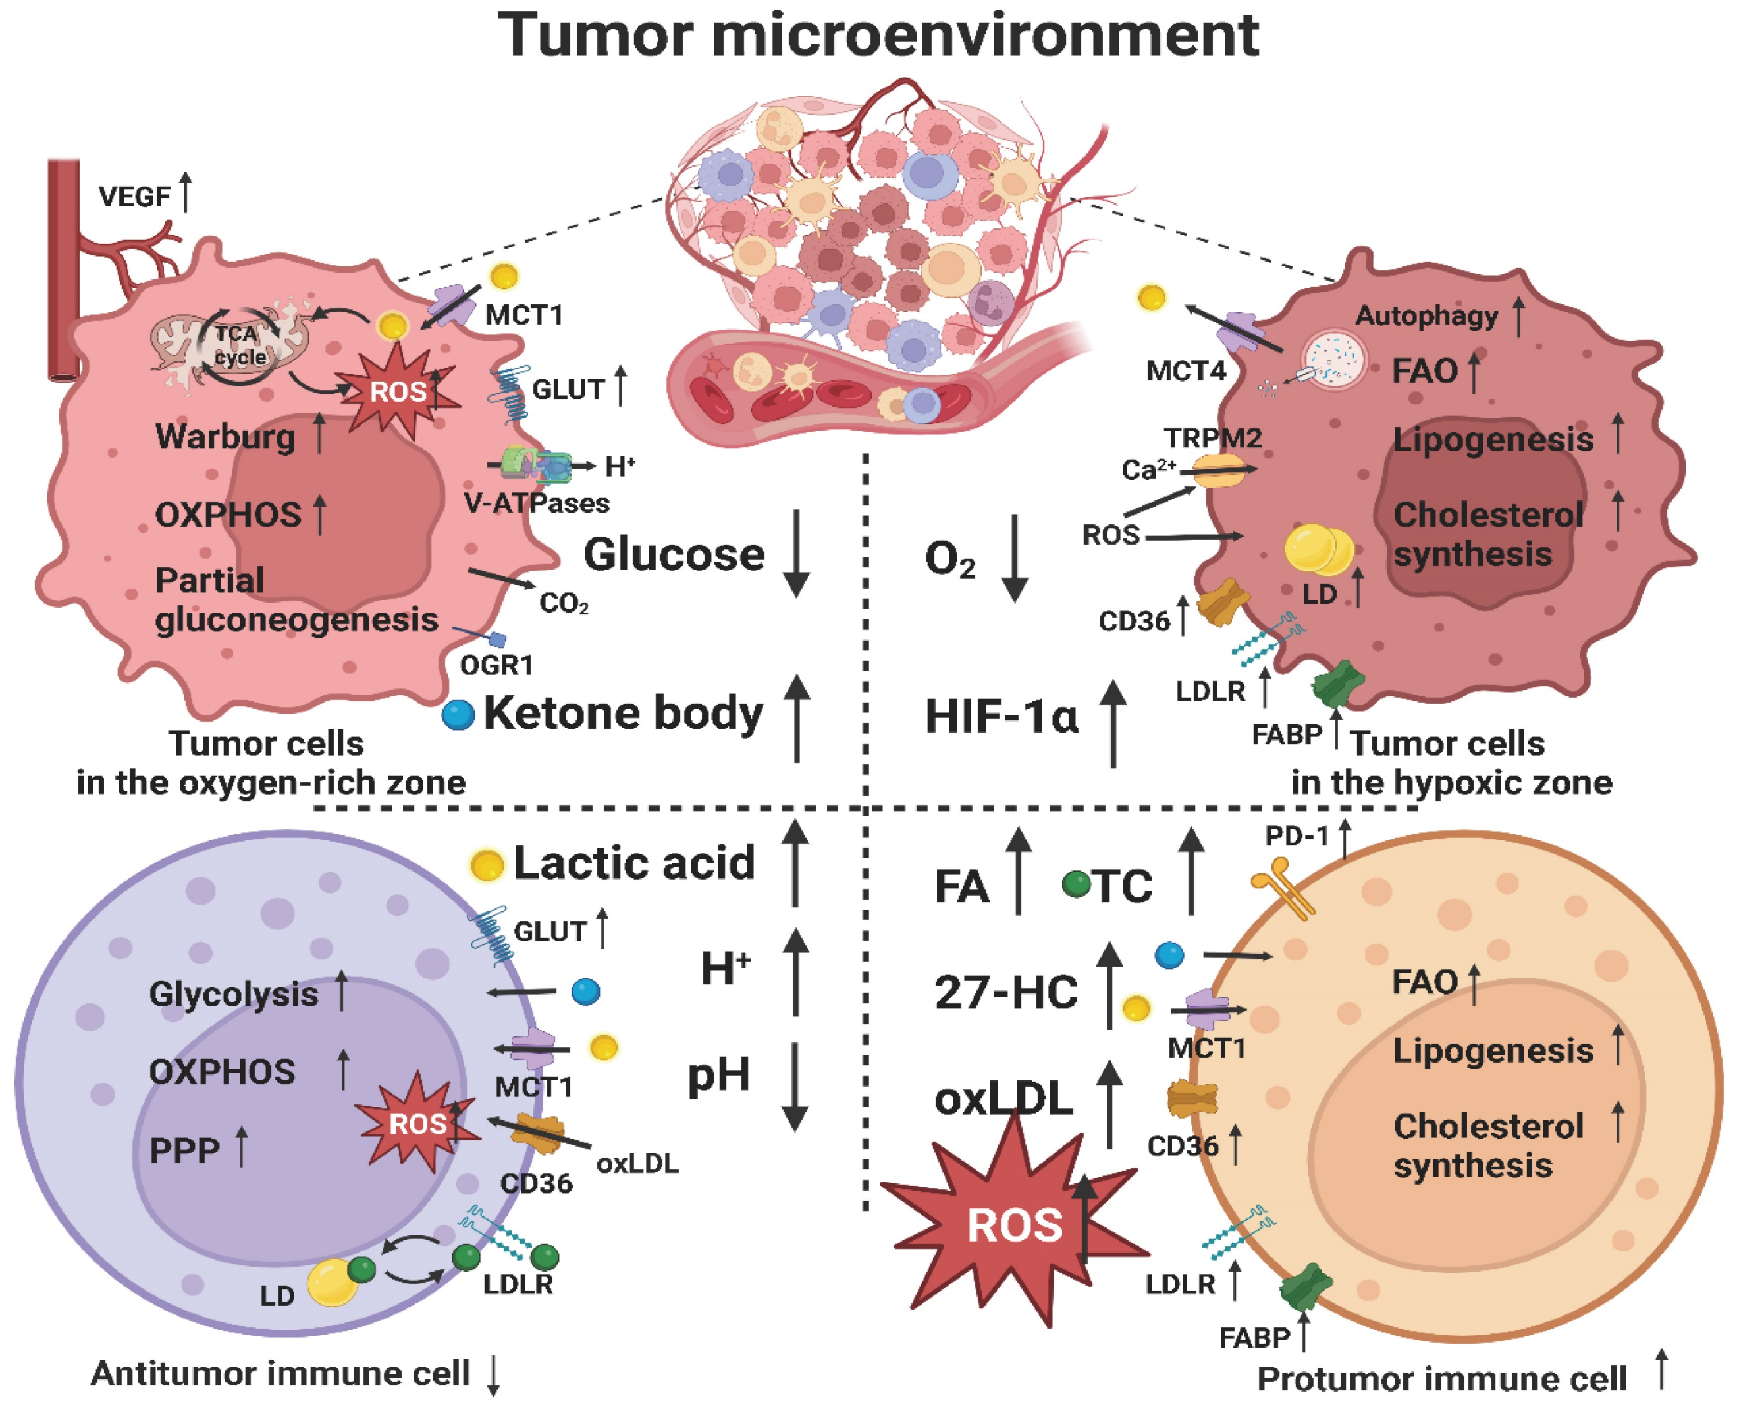 Tumor microenvironment
VEGF
TCA
cycle
ROS
MCT1
GLUT
Warburg
H⁺
V-ATPases
OXPHOS
Partial
gluconeogenesis
CO₂
OGR1
Tumor cells
in the oxygen-rich zone
Glucose
Ketone body
O₂
HIF-1α
Autophagy
MCT4
FAO
TRPM2
Ca²⁺
Lipogenesis
ROS
Cholesterol
synthesis
LD
CD36
LDLR
FABP
Tumor cells
in the hypoxic zone
Lactic acid
GLUT
H⁺
pH
Glycolysis
OXPHOS
MCT1
ROS
PPP
CD36
oxLDL
LD
LDLR
Antitumor immune cell
FA
TC
27-HC
oxLDL
ROS
PD-1
FAO
MCT1
Lipogenesis
CD36
Cholesterol
synthesis
LDLR
FABP
Protumor immune cell